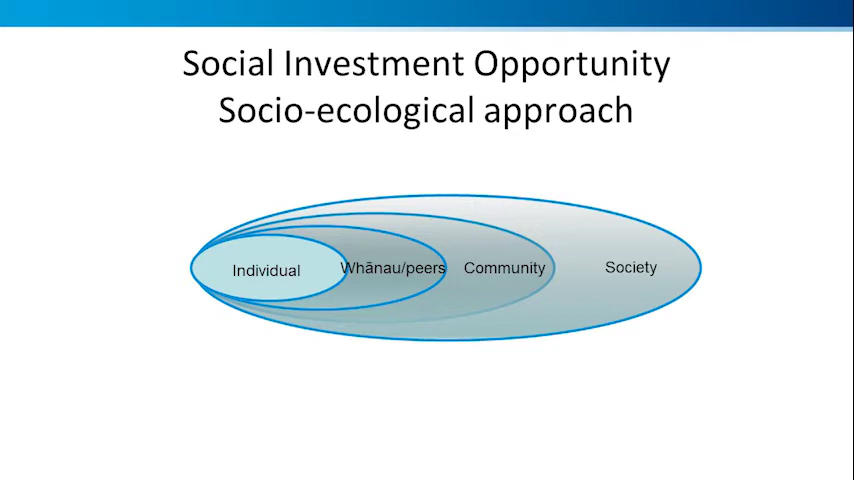 Social Investment Opportunity
Socio-ecological approach
Individual
Whānau/peers
Community
Society